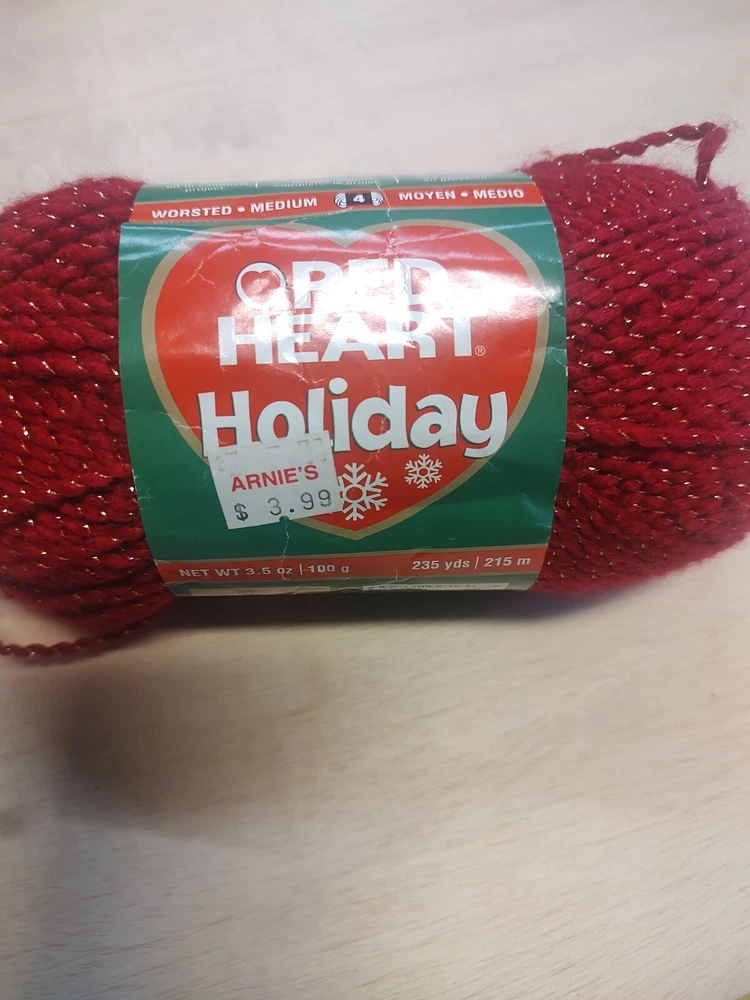 projet
WORSTED • MEDIUM 4 MOYEN • MEDIO
RED
HEART®
Holiday
ARNIE'S
$ 3.99
NET WT 3.5 oz | 100 g 235 yds | 215 m